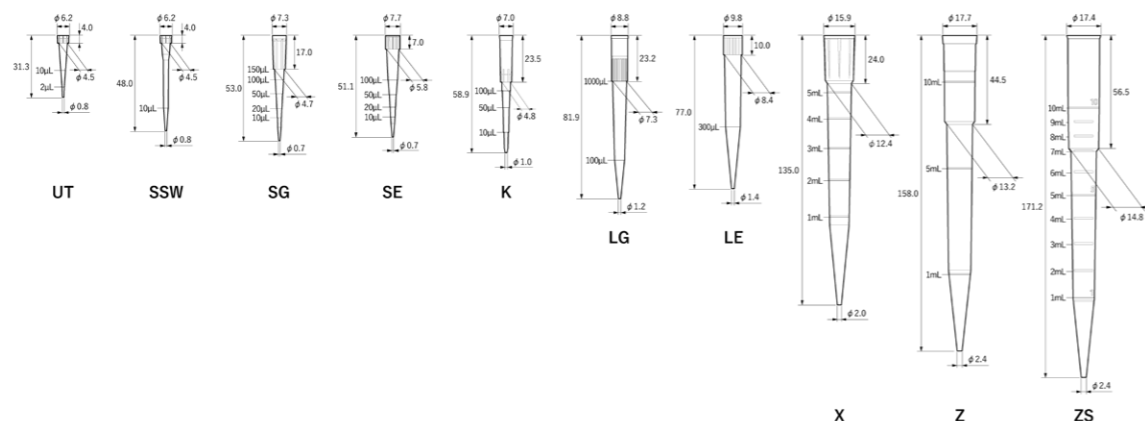 φ6.2
4.0
31.3
10μL
2μL
φ4.5
φ0.8
UT
φ6.2
4.0
48.0
10μL
φ4.5
φ0.8
SSW
φ7.3
17.0
53.0
150μL
100μL
50μL
20μL
10μL
φ4.7
φ0.7
SG
φ7.7
7.0
51.1
100μL
50μL
20μL
10μL
φ5.8
φ0.7
SE
φ7.0
23.5
58.9
100μL
50μL
10μL
φ4.8
φ1.0
K
φ8.8
23.2
1000μL
81.9
100μL
φ7.3
φ1.2
LG
φ9.8
10.0
77.0
300μL
φ8.4
φ1.4
LE
φ15.9
24.0
5mL
4mL
3mL
2mL
1mL
135.0
φ12.4
φ2.0
X
φ17.7
44.5
10mL
5mL
1mL
158.0
φ13.2
φ2.4
Z
φ17.4
56.5
10mL
9mL
8mL
7mL
6mL
5mL
4mL
3mL
2mL
1mL
171.2
φ14.8
φ2.4
ZS